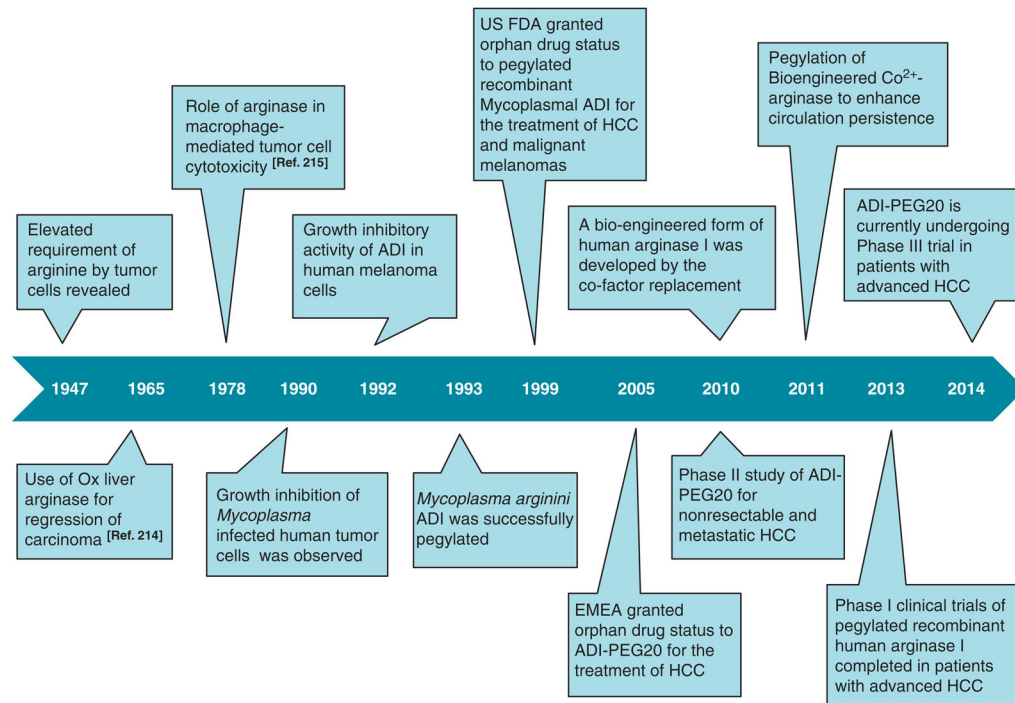 US FDA granted
orphan drug status
to pegylated
recombinant
Mycoplasmal ADI for
the treatment of HCC
and malignant
melanomas
Pegylation of
Bioengineered Co²⁺-
arginase to enhance
circulation persistence
Role of arginase in
macrophage-
mediated tumor cell
cytotoxicity [Ref. 215]
Elevated
requirement of
arginine by tumor
cells revealed
Growth inhibitory
activity of ADI in
human melanoma
cells
A bio-engineered form of
human arginase I was
developed by the
co-factor replacement
ADI-PEG20 is
currently undergoing
Phase III trial in
patients with
advanced HCC
1947 1965 1978 1990 1992 1993 1999 2005 2010 2011 2013 2014
Use of Ox liver
arginase for
regression of
carcinoma [Ref. 214]
Growth inhibition of
Mycoplasma
infected human tumor
cells was observed
Mycoplasma arginini
ADI was successfully
pegylated
Phase II study of ADI-
PEG20 for
nonresectable and
metastatic HCC
EMEA granted
orphan drug status to
ADI-PEG20 for the
treatment of HCC
Phase I clinical trials of
pegylated recombinant
human arginase I
completed in patients
with advanced HCC